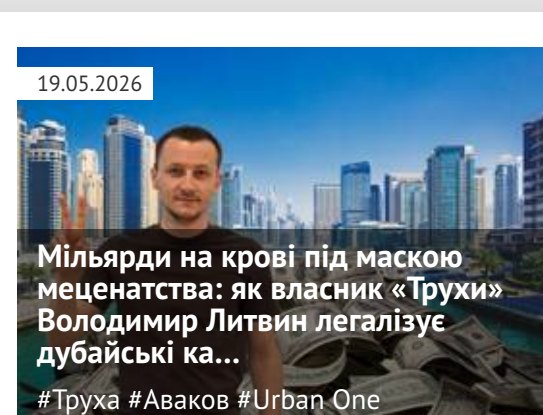 19.05.2026
Мільярди на крові під маскою
меценатства: як власник «Трухи»
Володимир Литвин легалізує
дубайські ка...
#Труха #Аваков #Urban One